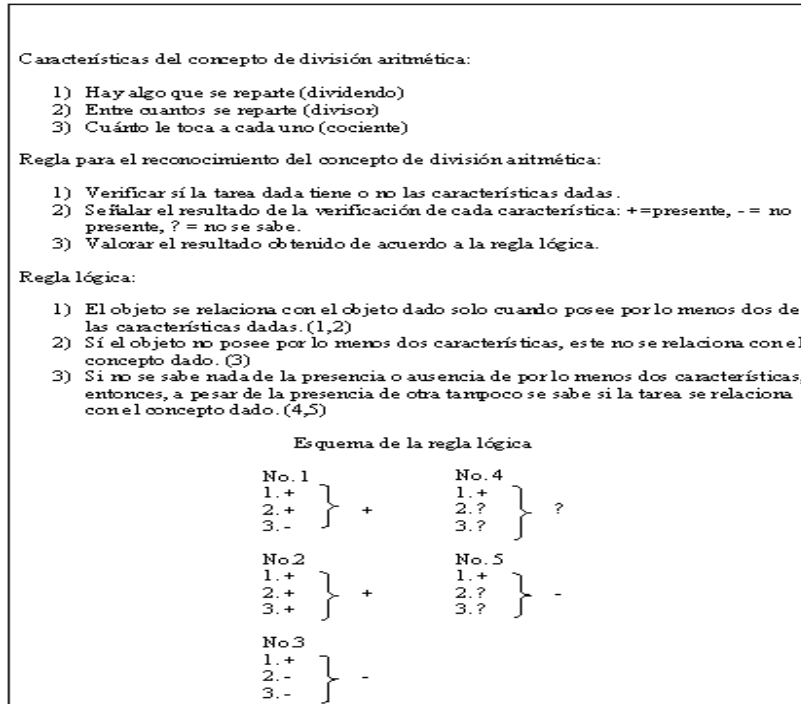 Características del concepto de división aritmética:
1) Hay algo que se reparte (dividendo)
2) Entre cuantos se reparte (divisor)
3) Cuánto le toca a cada uno (cociente)
Regla para el reconocimiento del concepto de división aritmética:
1) Verificar sí la tarea dada tiene o no las características dadas.
2) Señalar el resultado de la verificación de cada característica: +=presente, - = no
presente, ? = no se sabe.
3) Valorar el resultado obtenido de acuerdo a la regla lógica.
Regla lógica:
1) El objeto se relaciona con el objeto dado solo cuando posee por lo menos dos de
las características dadas. (1,2)
2) Sí el objeto no posee por lo menos dos características, este no se relaciona con el
concepto dado. (3)
3) Si no se sabe nada de la presencia o ausencia de por lo menos dos características,
entonces, a pesar de la presencia de otra tampoco se sabe si la tarea se relaciona
con el concepto dado. (4,5)
Esquema de la regla lógica
No. 1
1. +
2. + } +
3. -
No.2
1. +
2. + } +
3. +
No.3
1. +
2. - } -
3. -
No. 4
1. +
2. ? } ?
3. ?
No. 5
1. +
2. ? } -
3. ?